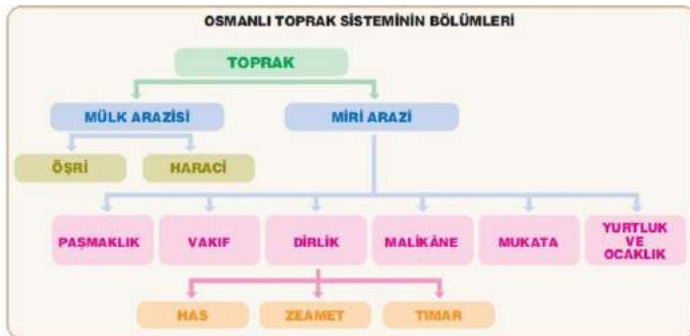 OSMANLI TOPRAK SİSTEMİNİN BÖLÜMLERİ
TOPRAK
MÜLK ARAZİSİ
MİRİ ARAZİ
ÖŞRİ
HARACİ
PAŞMAKLIK
VAKIF
DİRLİK
MALİKÂNE
MUKATA
YURTLUK
VE
OCAKLIK
HAS
ZEAMET
TIMAR